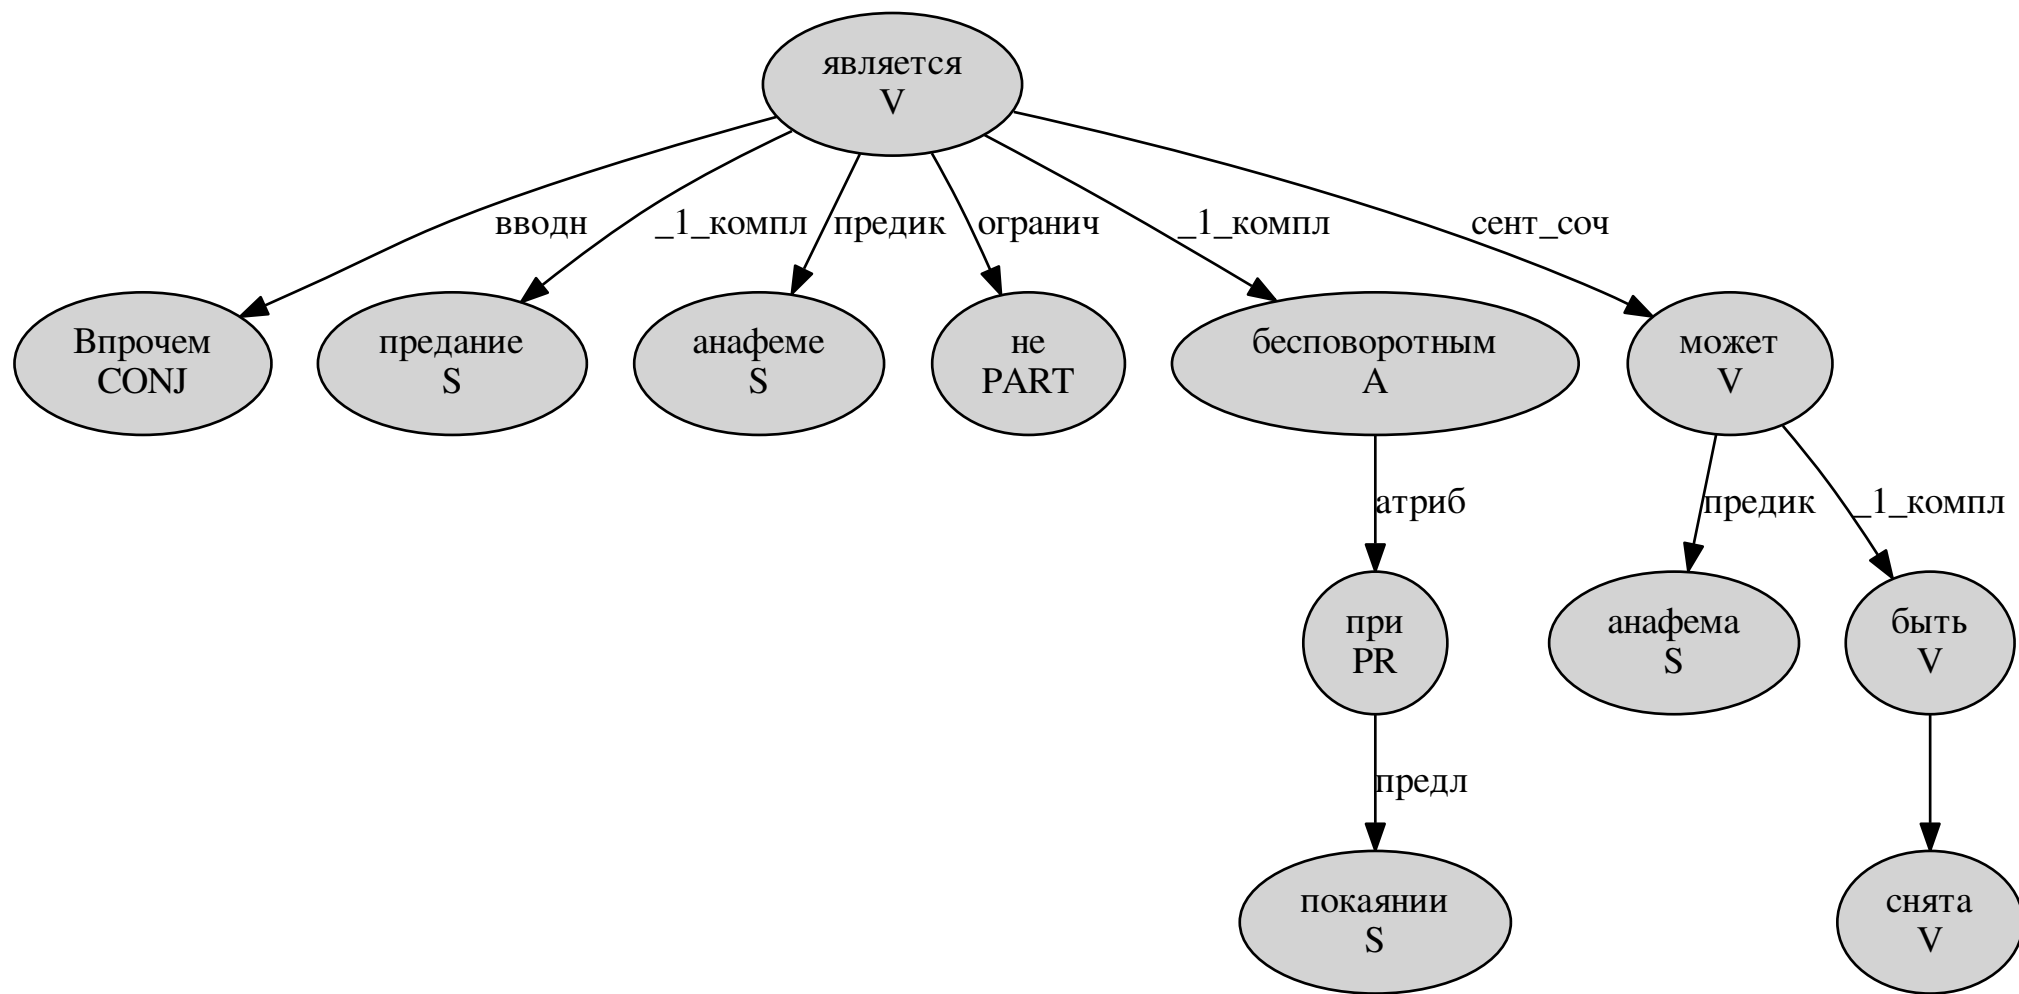 является
V
вводн
_1_компл
предик
огранич
_1_компл
сент_соч
Впрочем
CONJ
предание
S
анафеме
S
не
PART
бесповоротным
A
может
V
атриб
предик
_1_компл
при
PR
анафема
S
быть
V
предл
покаянии
S
снята
V